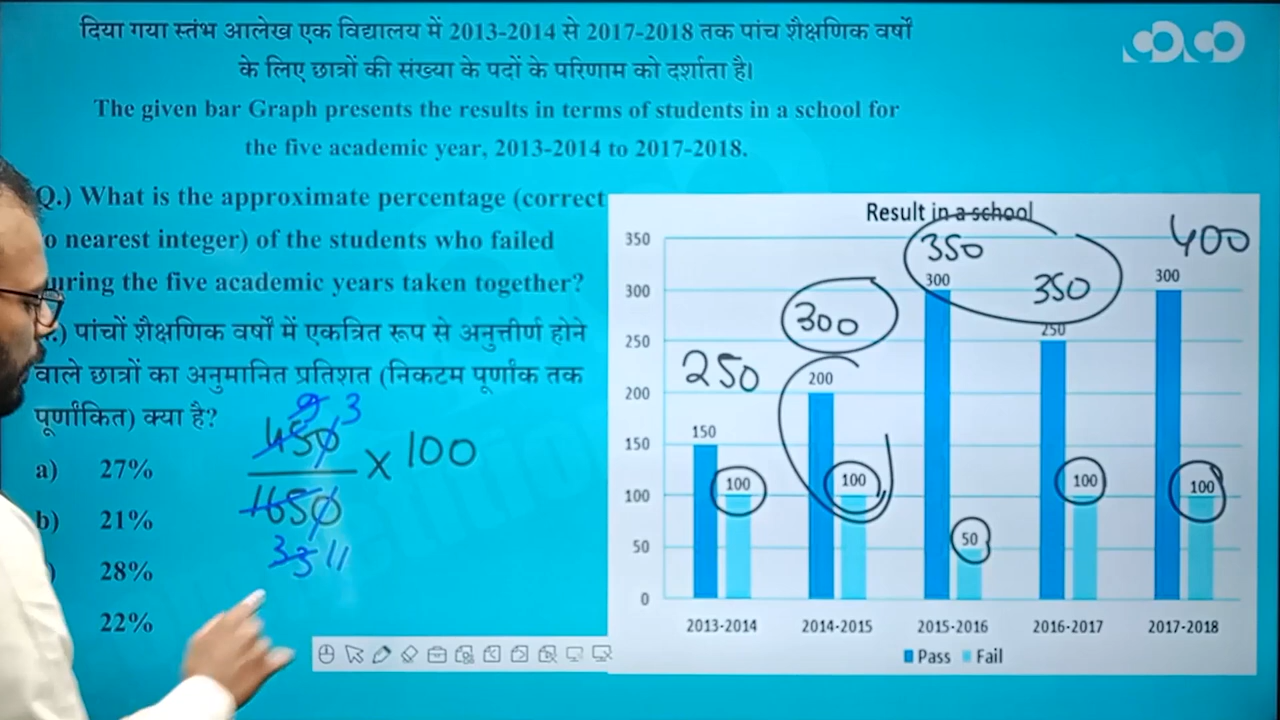 दिया गया स्तंभ आलेख एक विद्यालय में 2013-2014 से 2017-2018 तक पांच शैक्षणिक वर्षों
के लिए छात्रों की संख्या के पदों के परिणाम को दर्शाता है।
The given bar Graph presents the results in terms of students in a school for
the five academic year, 2013-2014 to 2017-2018.
Q.) What is the approximate percentage (correct
o nearest integer) of the students who failed
uring the five academic years taken together?
.) पांचों शैक्षणिक वर्षों में एकत्रित रूप से अनुत्तीर्ण होने
वाले छात्रों का अनुमानित प्रतिशत (निकटम पूर्णांक तक
पूर्णांकित) क्या है?
a) 27%
b) 21%
) 28%
22%
9 3
450 × 100
1650
33 11
Result in a school
350
300
250
200
150
100
50
0
250
300
350
350
400
150
100
200
100
300
50
250
100
300
100
2013-2014 2014-2015 2015-2016 2016-2017 2017-2018
Pass Fail